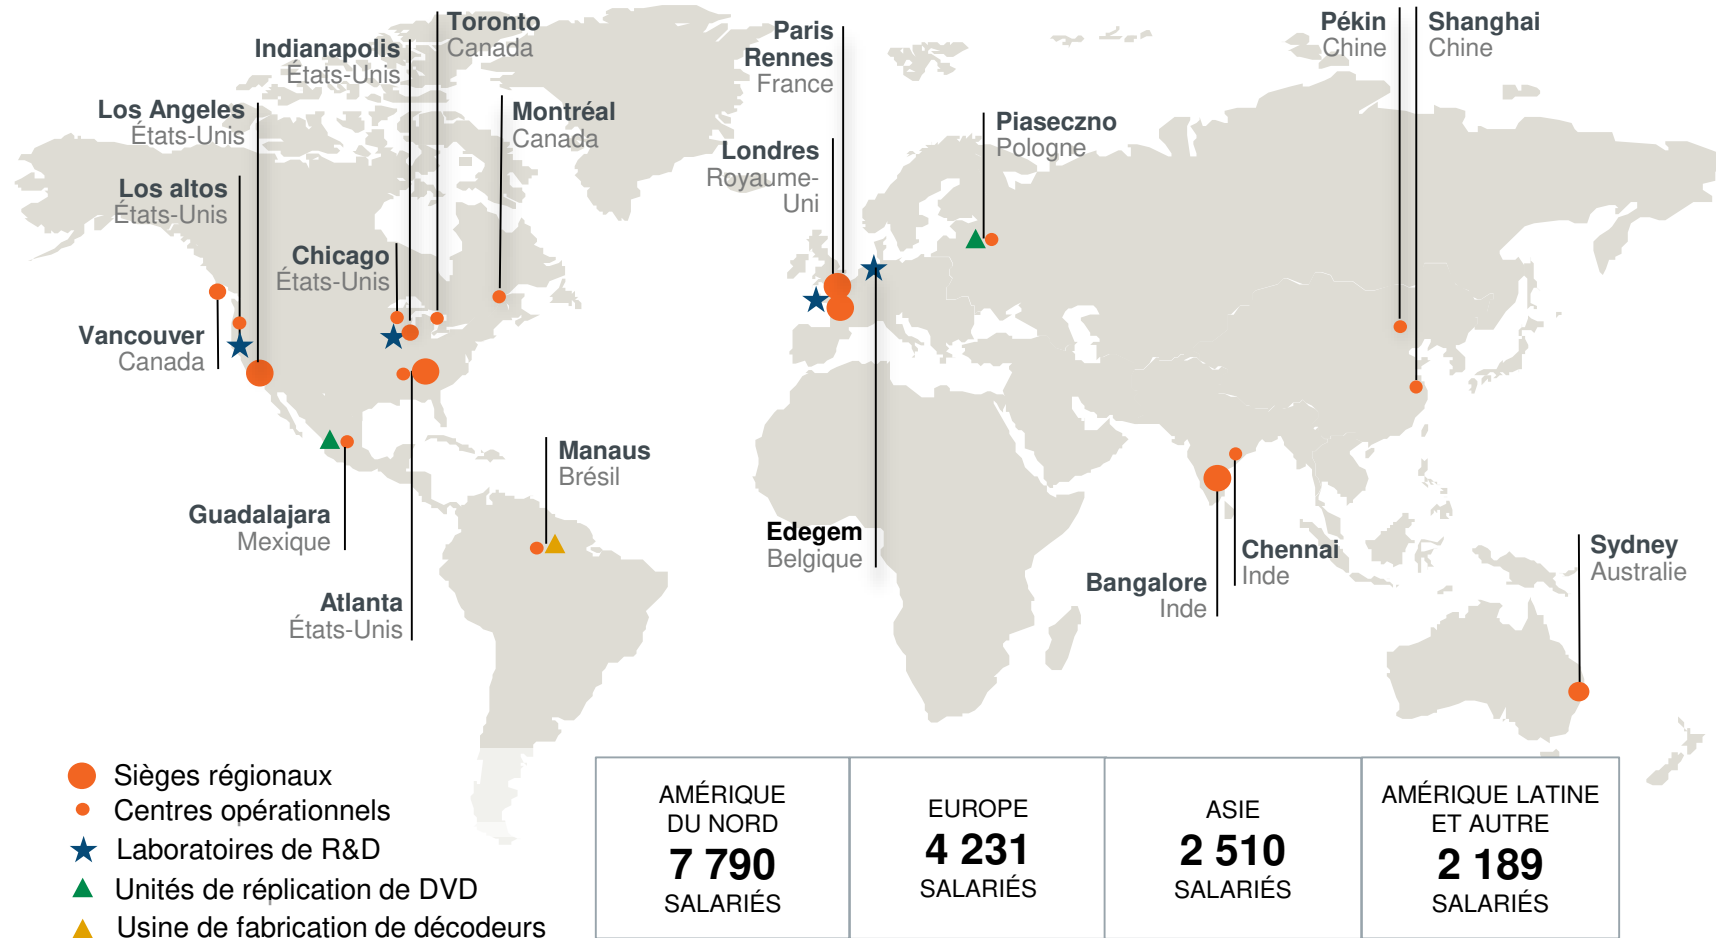 Toronto
Canada
Indianapolis
États-Unis
Los Angeles
États-Unis
Montréal
Canada
Los altos
États-Unis
Chicago
États-Unis
Vancouver
Canada
Guadalajara
Mexique
Atlanta
États-Unis
Manaus
Brésil
Paris
Rennes
France
Londres
Royaume-
Uni
Piaseczno
Pologne
Edegem
Belgique
Pékin
Chine
Shanghai
Chine
Chennai
Inde
Bangalore
Inde
Sydney
Australie
Sièges régionaux
Centres opérationnels
Laboratoires de R&D
Unités de réplication de DVD
Usine de fabrication de décodeurs
AMÉRIQUE
DU NORD
7 790
SALARIÉS
EUROPE
4 231
SALARIÉS
ASIE
2 510
SALARIÉS
AMÉRIQUE LATINE
ET AUTRE
2 189
SALARIÉS